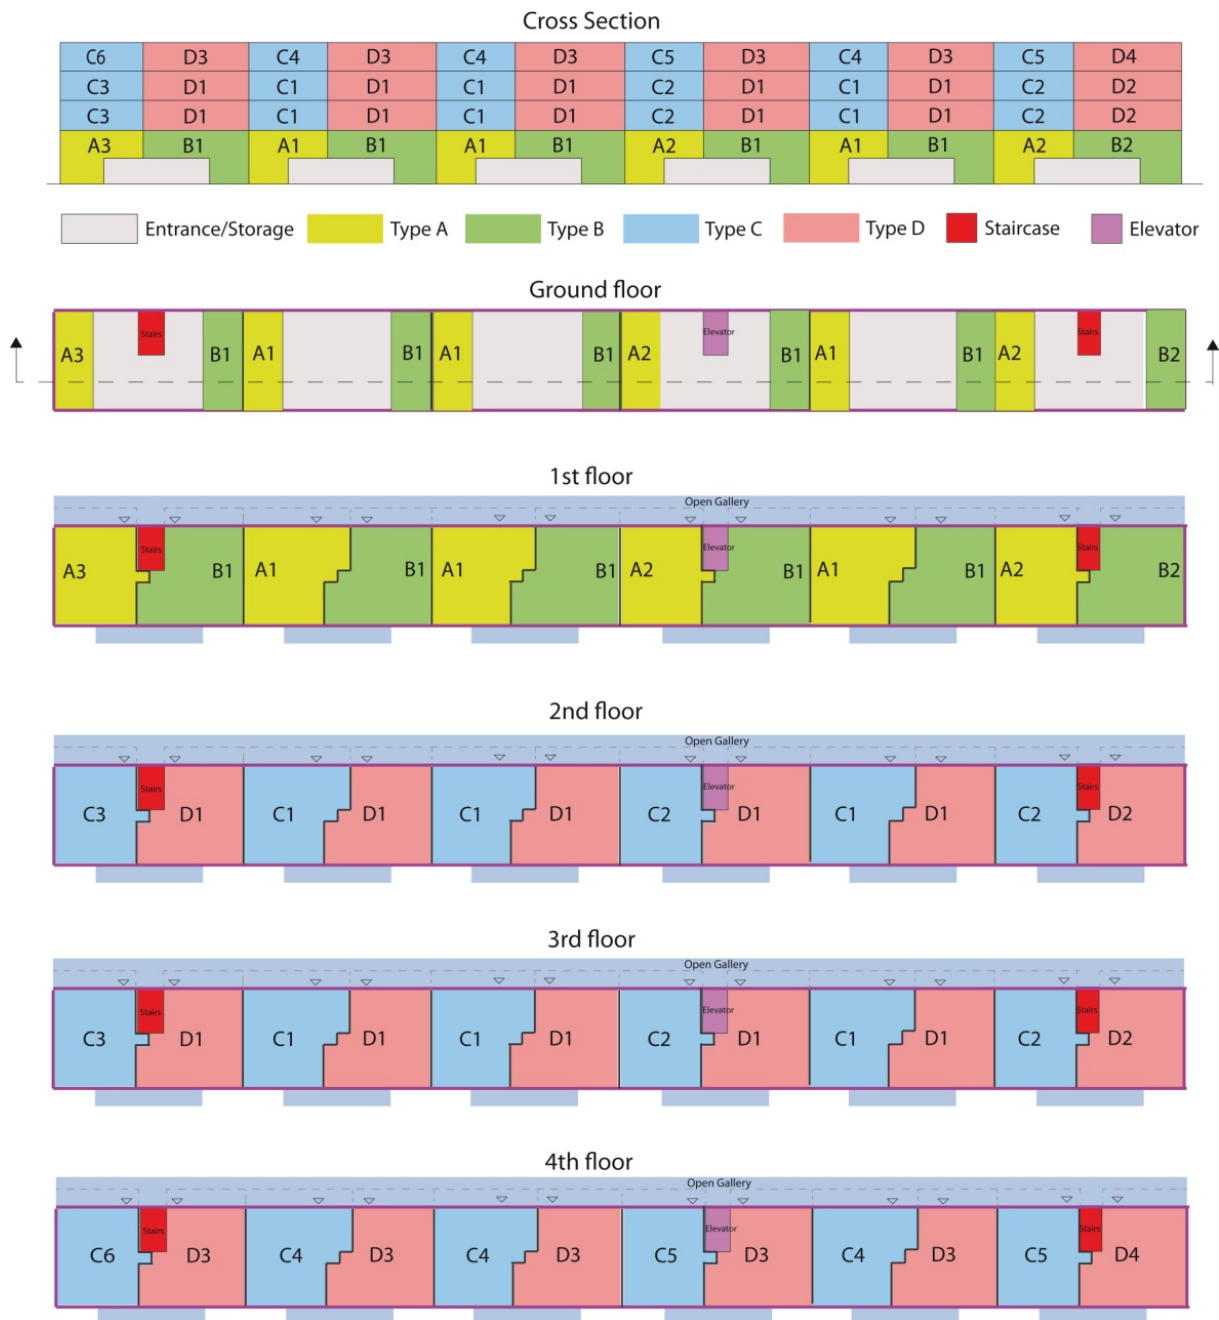 Cross Section
C6 D3 C4 D3 C4 D3 C5 D3 C4 D3 C5 D4
C3 D1 C1 D1 C1 D1 C2 D1 C1 D1 C2 D2
C3 D1 C1 D1 C1 D1 C2 D1 C1 D1 C2 D2
A3 B1 A1 B1 A1 B1 A2 B1 A1 B1 A2 B2
Entrance/Storage Type A Type B Type C Type D Staircase Elevator
Ground floor
Stairs Elevator Stairs
A3 B1 A1 B1 A1 B1 A2 B1 A1 B1 A2 B2
1st floor
Open Gallery
Stairs Elevator Stairs
A3 B1 A1 B1 A1 B1 A2 B1 A1 B1 A2 B2
2nd floor
Open Gallery
Stairs Elevator Stairs
C3 D1 C1 D1 C1 D1 C2 D1 C1 D1 C2 D2
3rd floor
Open Gallery
Stairs Elevator Stairs
C3 D1 C1 D1 C1 D1 C2 D1 C1 D1 C2 D2
4th floor
Open Gallery
Stairs Elevator Stairs
C6 D3 C4 D3 C4 D3 C5 D3 C4 D3 C5 D4